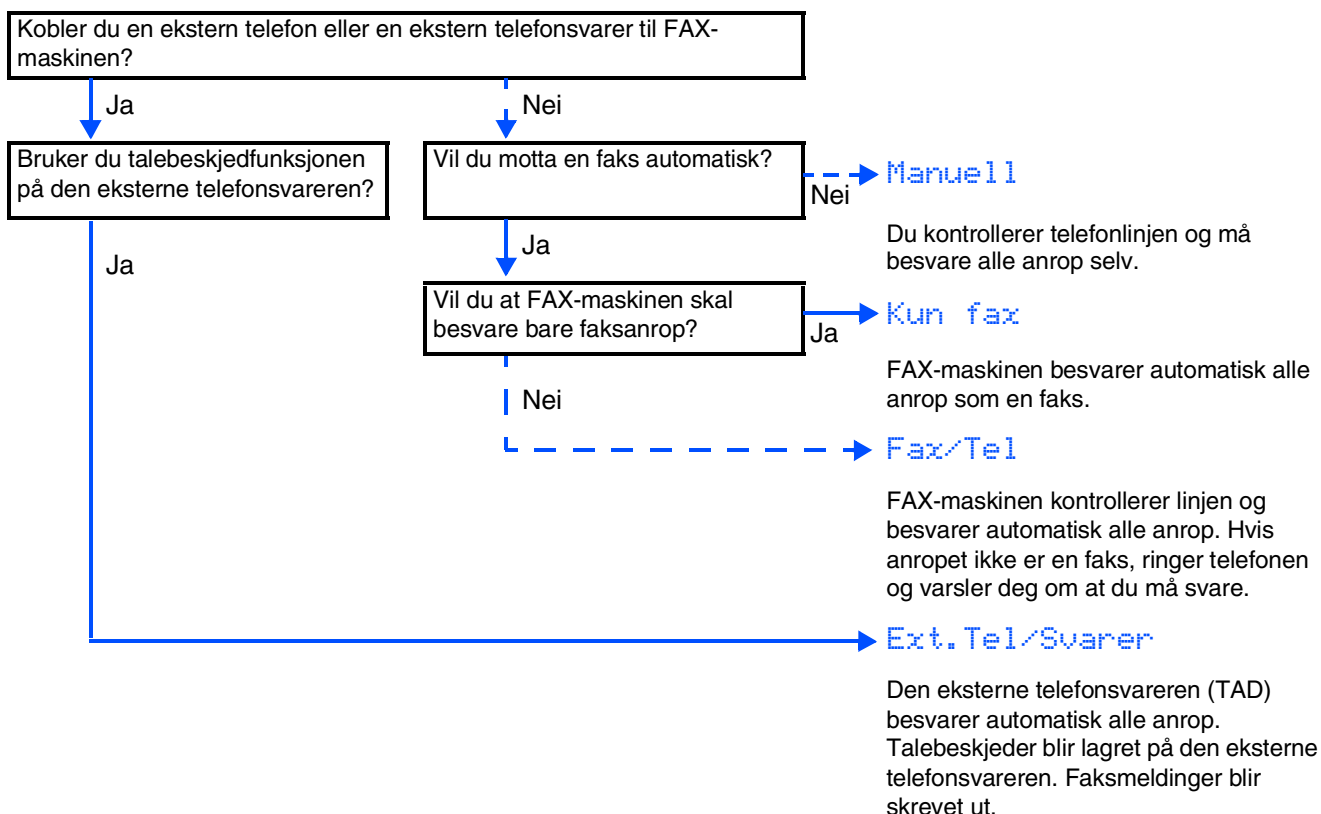 Kobler du en ekstern telefon eller en ekstern telefonsvarer til FAX-
maskinen?
Ja
Nei
Bruker du talebeskjedfunksjonen
på den eksterne telefonsvareren?
Vil du motta en faks automatisk?
Nei
Manuell
Du kontrollerer telefonlinjen og må
besvare alle anrop selv.
Ja
Ja
Vil du at FAX-maskinen skal
besvare bare faksanrop?
Ja
Kun fax
FAX-maskinen besvarer automatisk alle
anrop som en faks.
Nei
Fax/Tel
FAX-maskinen kontrollerer linjen og
besvarer automatisk alle anrop. Hvis
anropet ikke er en faks, ringer telefonen
og varsler deg om at du må svare.
Ext.Tel/Svarer
Den eksterne telefonsvareren (TAD)
besvarer automatisk alle anrop.
Talebeskjeder blir lagret på den eksterne
telefonsvareren. Faksmeldinger blir
skrevet ut.